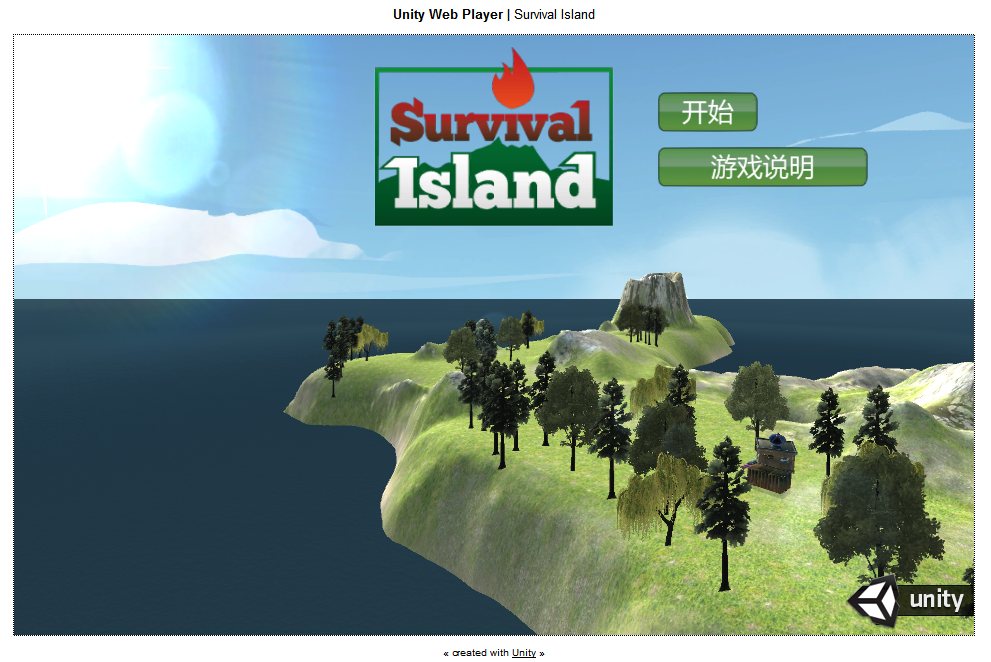 Unity Web Player | Survival Island
Survival
Island
开始
游戏说明
unity
« created with Unity »